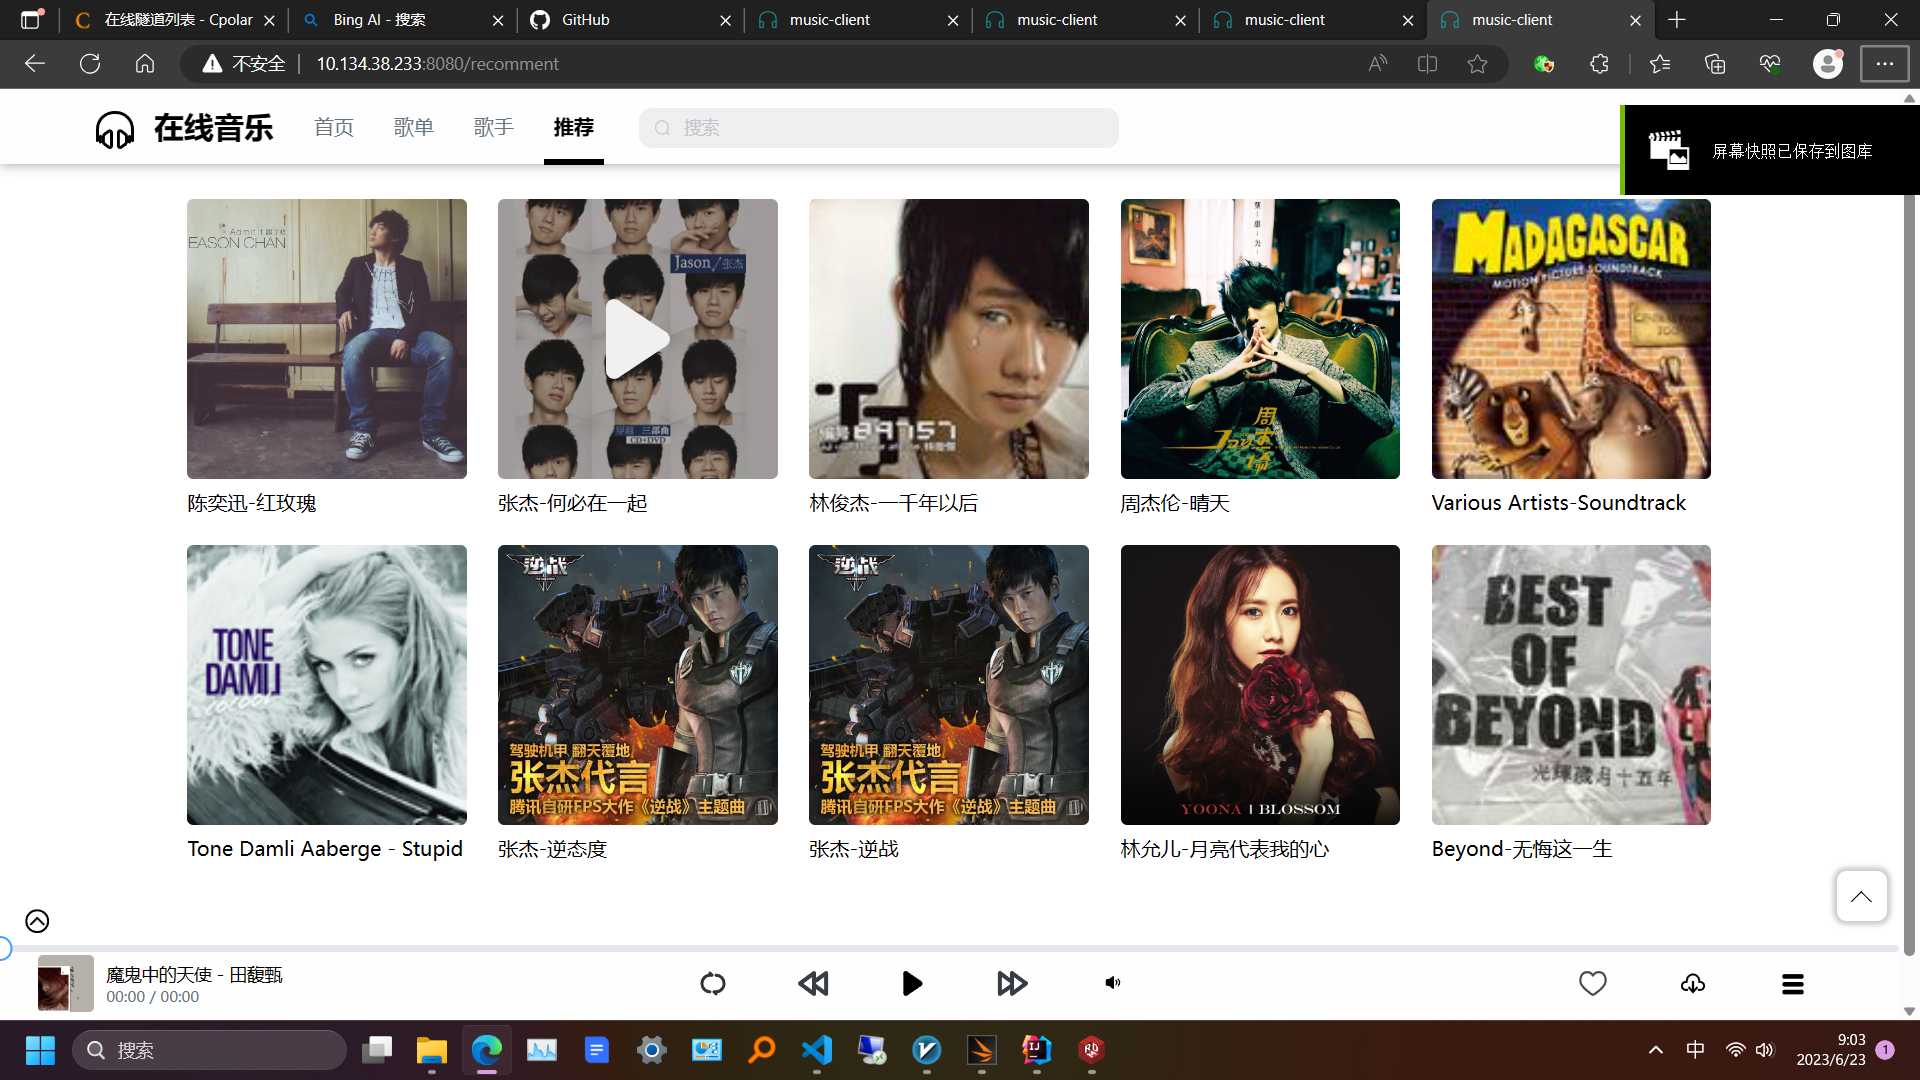 在线隧道列表 - Cpolar
Bing AI - 搜索
GitHub
music-client
music-client
music-client
music-client
不安全
10.134.38.233:8080/recomment
在线音乐
首页
歌单
歌手
推荐
搜索
屏幕快照已保存到图库
EASON CHAN
Jason/张杰
三部曲
CD+DVD
89757
周杰伦
MADAGASCAR
MOTION PICTURE SOUNDTRACK
陈奕迅-红玫瑰
张杰-何必在一起
林俊杰-一千年以后
周杰伦-晴天
Various Artists-Soundtrack
TONE
DAMLI
COCOON
逆战
驾驶机甲 翻天覆地
张杰代言
腾讯自研FPS大作《逆战》主题曲
逆战
驾驶机甲 翻天覆地
张杰代言
腾讯自研FPS大作《逆战》主题曲
YOONA | BLOSSOM
BEST
OF
BEYOND
光輝歲月十五年
Tone Damli Aaberge - Stupid
张杰-逆态度
张杰-逆战
林允儿-月亮代表我的心
Beyond-无悔这一生
魔鬼中的天使 - 田馥甄
00:00 / 00:00
搜索
中
9:03
2023/6/23
1